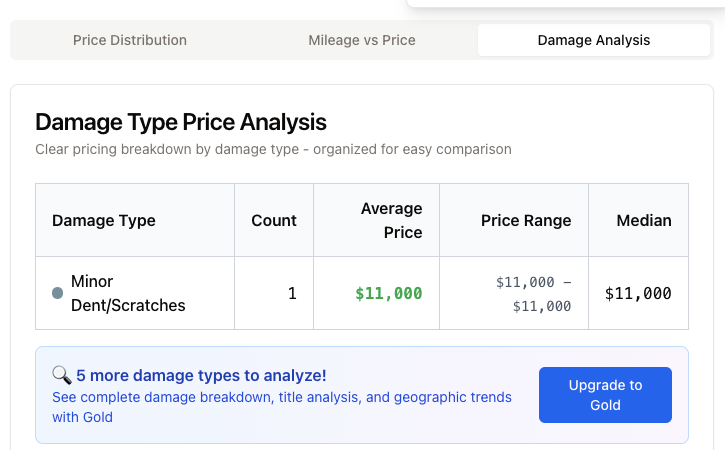 Price Distribution
Mileage vs Price
Damage Analysis
Damage Type Price Analysis
Clear pricing breakdown by damage type - organized for easy comparison
Damage Type
Count
Average
Price
Price Range
Median
Minor
Dent/Scratches
1
$11,000
$11,000 –
$11,000
$11,000
5 more damage types to analyze!
See complete damage breakdown, title analysis, and geographic trends
with Gold
Upgrade to
Gold